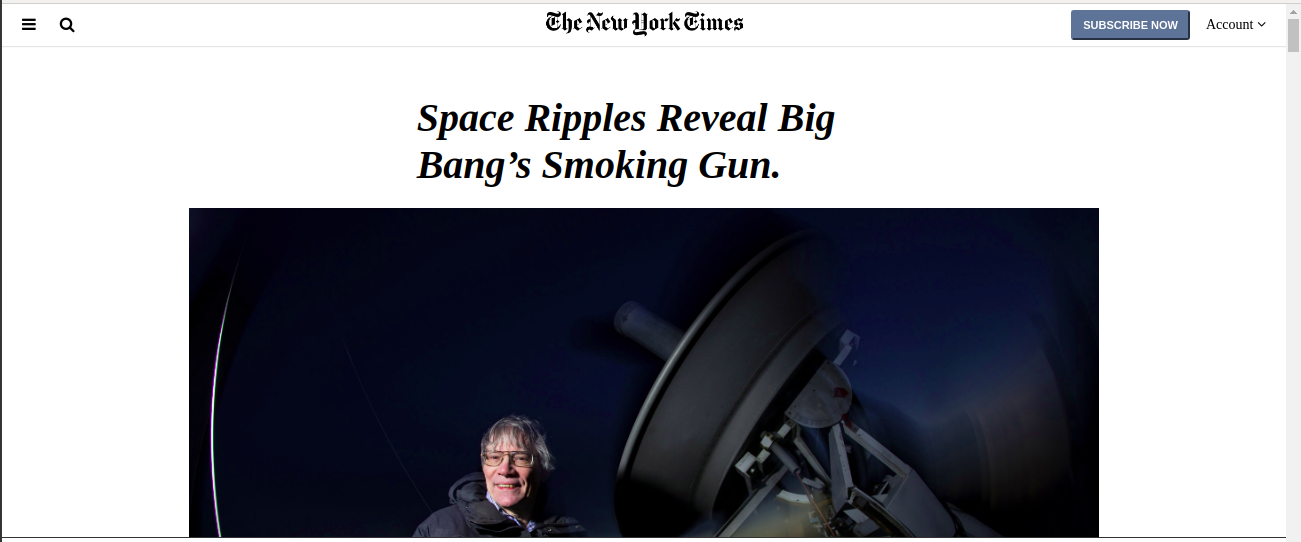 The New York Times
SUBSCRIBE NOW
Account
Space Ripples Reveal Big
Bang’s Smoking Gun.